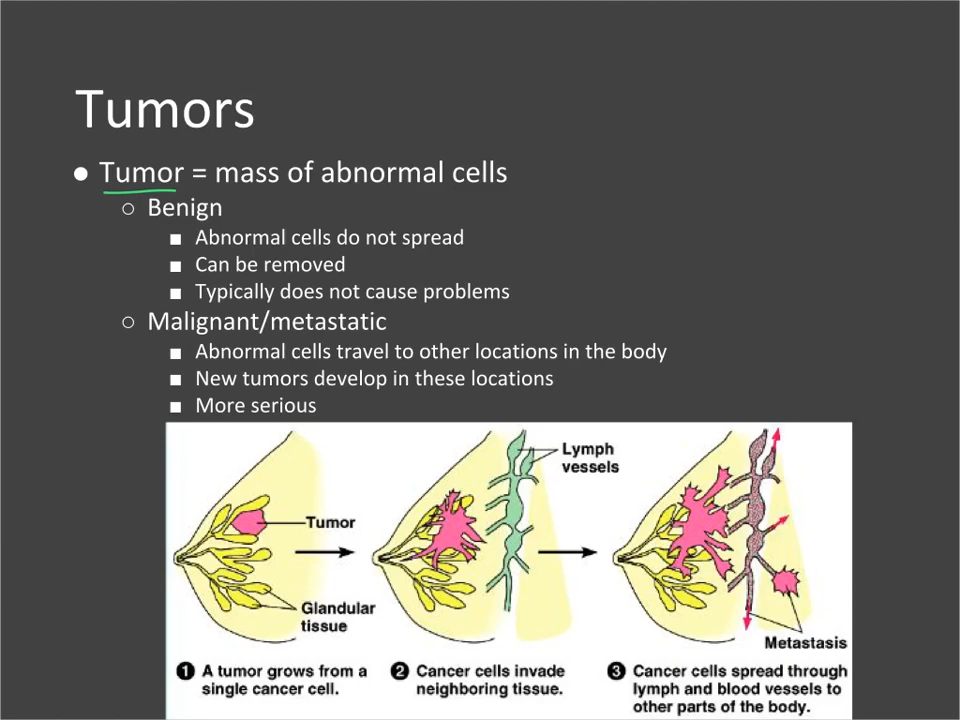 Tumors
● Tumor = mass of abnormal cells
○ Benign
■ Abnormal cells do not spread
■ Can be removed
■ Typically does not cause problems
○ Malignant/metastatic
■ Abnormal cells travel to other locations in the body
■ New tumors develop in these locations
■ More serious
Tumor
Glandular
tissue
Lymph
vessels
Metastasis
1 A tumor grows from a
single cancer cell.
2 Cancer cells invade
neighboring tissue.
3 Cancer cells spread through
lymph and blood vessels to
other parts of the body.